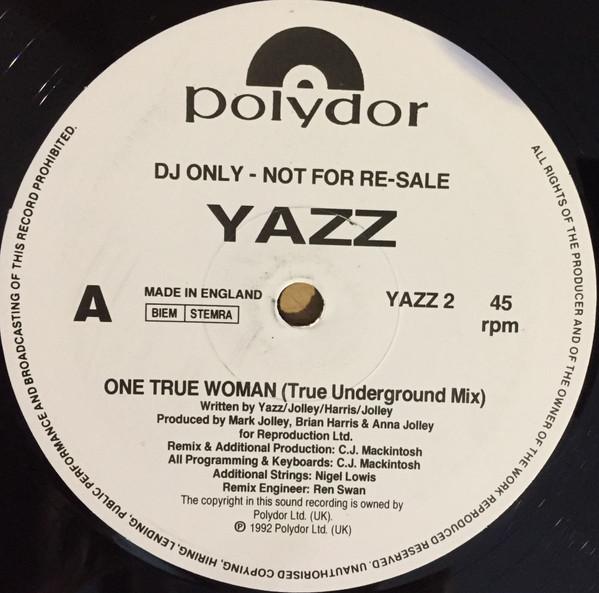 polydor
DJ ONLY - NOT FOR RE-SALE
YAZZ
A
MADE IN ENGLAND
BIEM STEMRA
YAZZ 2
45
rpm
ONE TRUE WOMAN (True Underground Mix)
Written by Yazz/Jolley/Harris/Jolley
Produced by Mark Jolley, Brian Harris & Anna Jolley
for Reproduction Ltd.
Remix & Additional Production: C.J. Mackintosh
All Programming & Keyboards: C.J. Mackintosh
Additional Strings: Nigel Lowis
Remix Engineer: Ren Swan
The copyright in this sound recording is owned by
Polydor Ltd. (UK).
℗ 1992 Polydor Ltd. (UK)
ALL RIGHTS OF THE PRODUCER AND OF THE OWNER OF THE WORK REPRODUCED RESERVED. UNAUTHORISED COPYING, HIRING, LENDING, PUBLIC PERFORMANCE AND BROADCASTING OF THIS RECORD PROHIBITED.